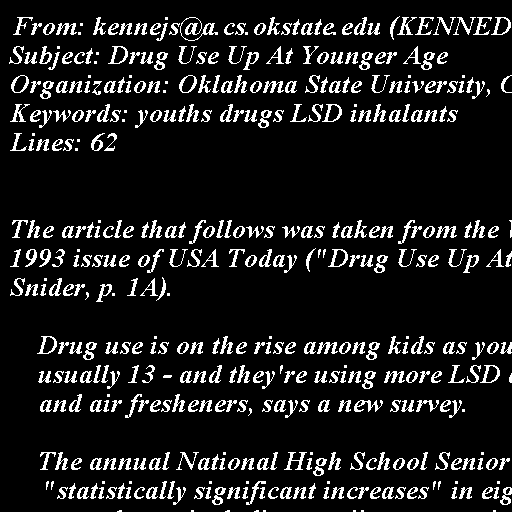 From: kennejs@a.cs.okstate.edu (KENNED
Subject: Drug Use Up At Younger Age
Organization: Oklahoma State University,
Keywords: youths drugs LSD inhalants
Lines: 62
The article that follows was taken from the
1993 issue of USA Today ("Drug Use Up At
Snider, p. 1A).
Drug use is on the rise among kids as you
usually 13 - and they're using more LSD
and air fresheners, says a new survey.
The annual National High School Senior
"statistically significant increases" in eig